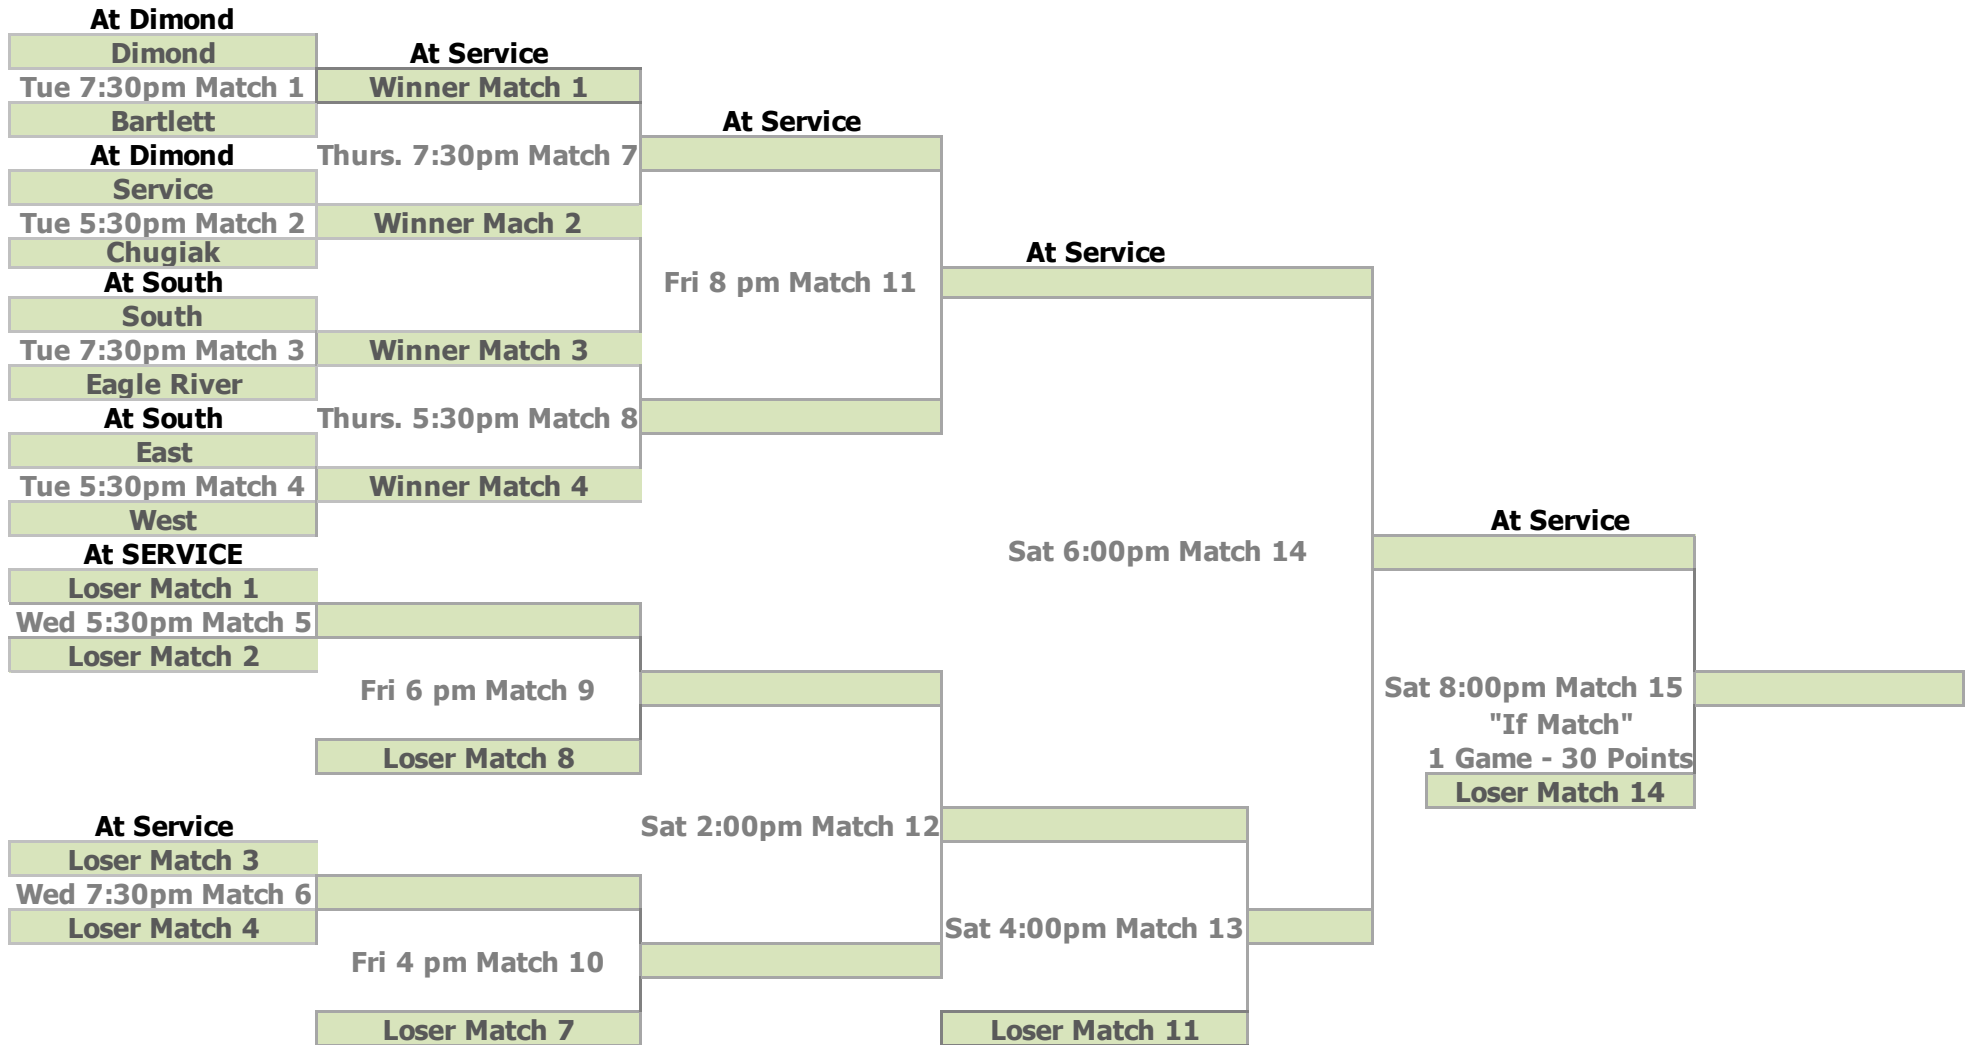 At Dimond
Dimond
At Service
Tue 7:30pm Match 1
Winner Match 1
Bartlett
At Service
At Dimond
Thurs. 7:30pm Match 7
Service
Tue 5:30pm Match 2
Winner Mach 2
Chugiak
At Service
At South
Fri 8 pm Match 11
South
Tue 7:30pm Match 3
Winner Match 3
Eagle River
At South
Thurs. 5:30pm Match 8
East
Tue 5:30pm Match 4
Winner Match 4
West
At Service
At SERVICE
Sat 6:00pm Match 14
Loser Match 1
Wed 5:30pm Match 5
Loser Match 2
Fri 6 pm Match 9
Sat 8:00pm Match 15
"If Match"
1 Game - 30 Points
Loser Match 8
Loser Match 14
At Service
Sat 2:00pm Match 12
Loser Match 3
Wed 7:30pm Match 6
Loser Match 4
Sat 4:00pm Match 13
Fri 4 pm Match 10
Loser Match 7
Loser Match 11